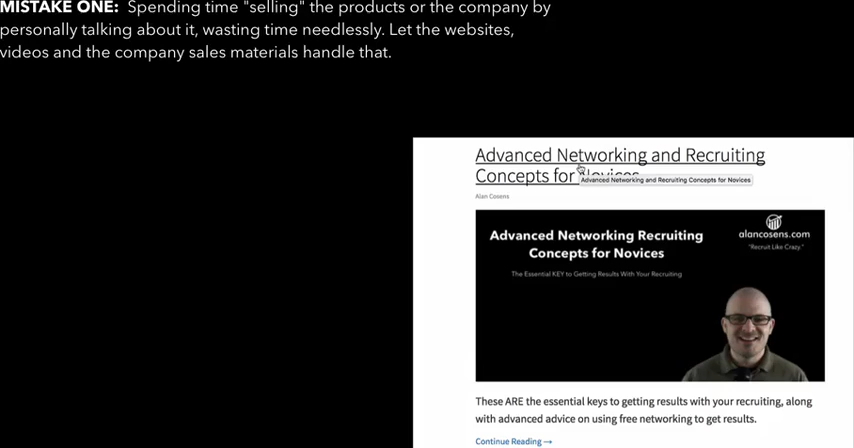 MISTAKE ONE: Spending time "selling" the products or the company by
personally talking about it, wasting time needlessly. Let the websites,
videos and the company sales materials handle that.
Advanced Networking and Recruiting
Concepts for Novices
Advanced Networking and Recruiting Concepts for Novices
Alan Cosens
Advanced Networking Recruiting
Concepts for Novices
The Essential KEY to Getting Results With Your Recruiting
alancosens.com
"Recruit Like Crazy."
These ARE the essential keys to getting results with your recruiting, along
with advanced advice on using free networking to get results.
Continue Reading →